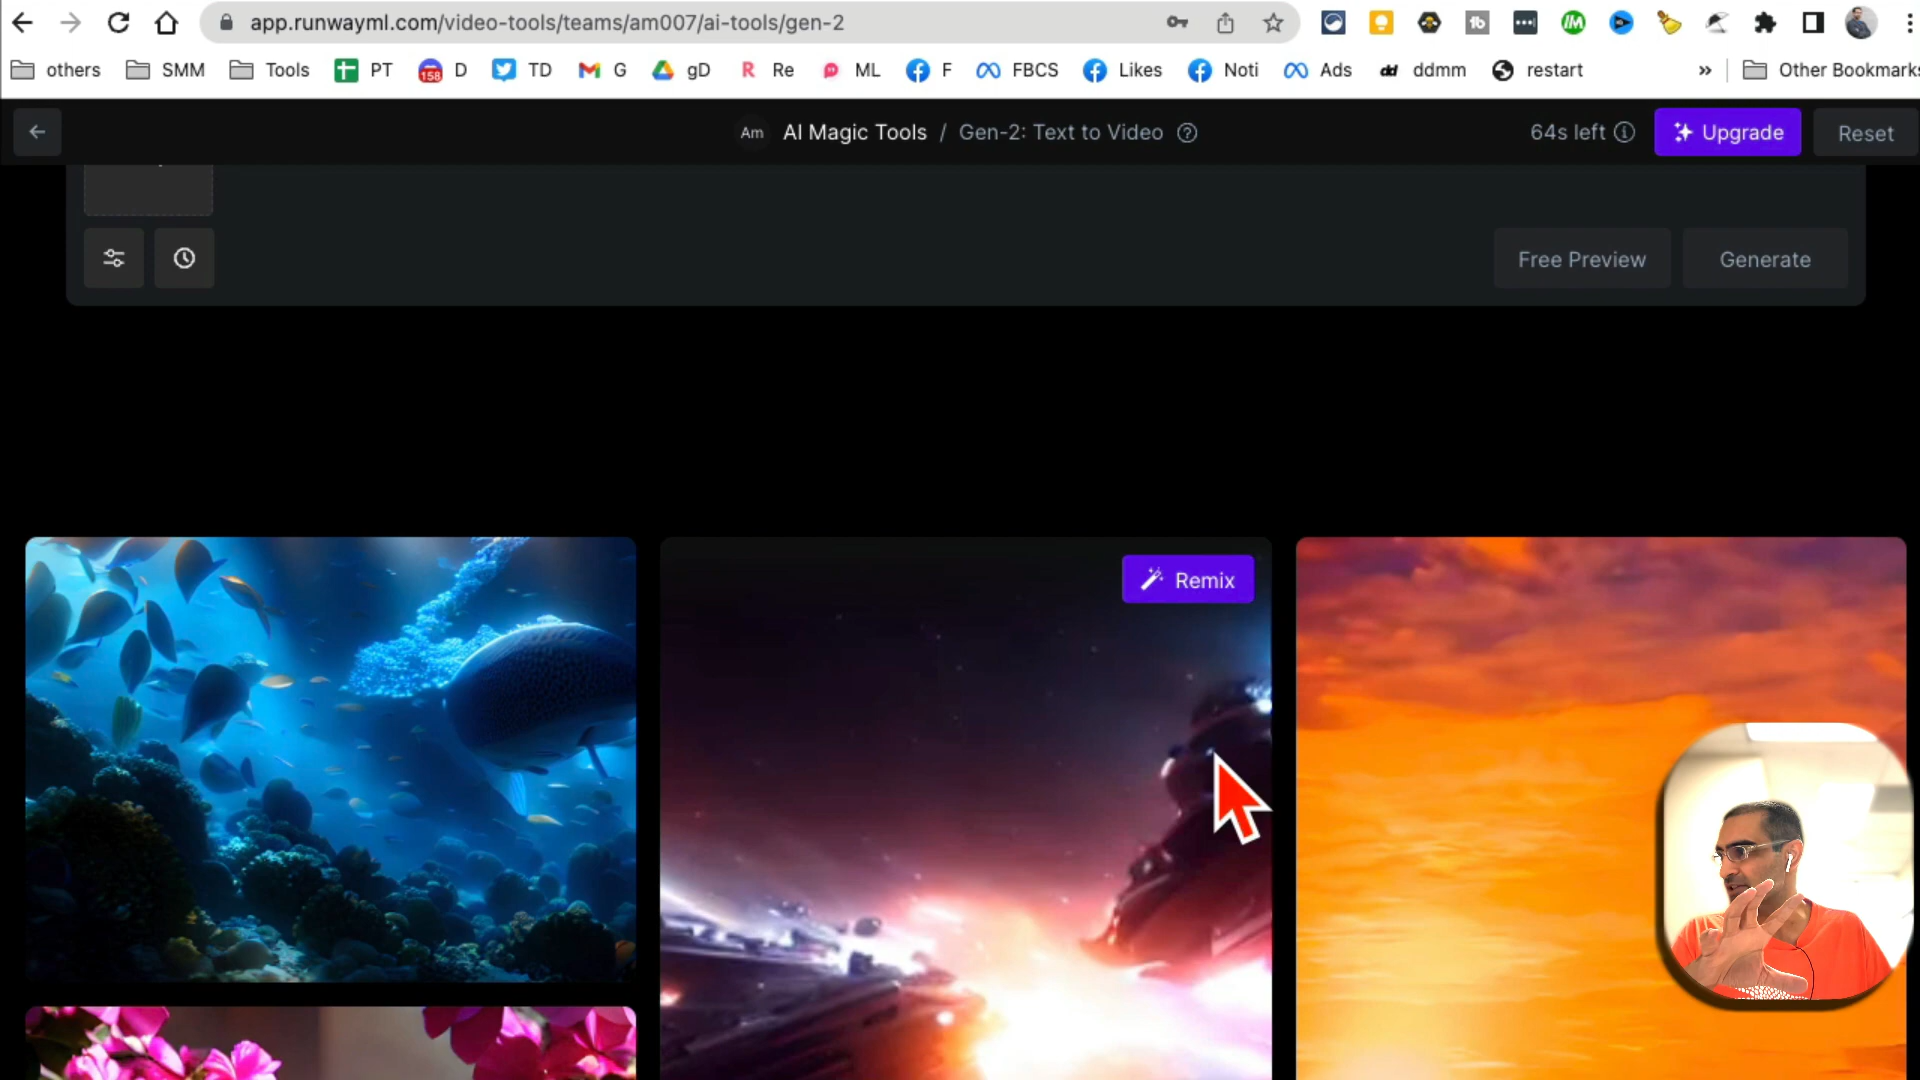 app.runwayml.com/video-tools/teams/am007/ai-tools/gen-2
others SMM Tools PT 158 D TD G gD R Re ML F FBCS Likes Noti Ads dd ddmm restart » Other Bookmarks
Am AI Magic Tools / Gen-2: Text to Video ? 64s left Upgrade Reset
Free Preview Generate
Remix